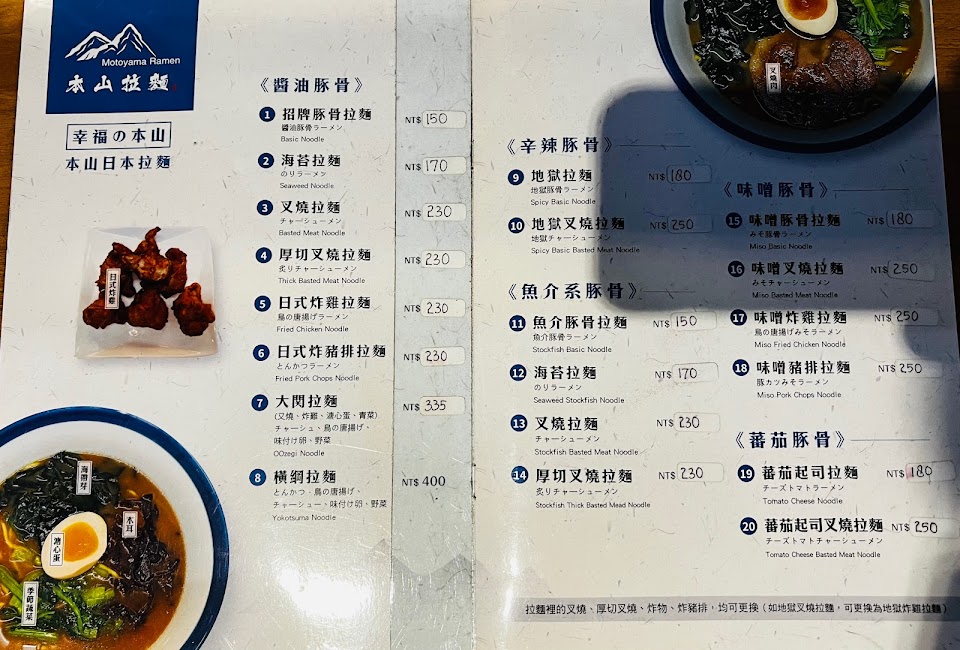 Motoyama Ramen
本山拉麵
幸福の本山
本山日本拉麵
日式炸雞
海帶芽
木耳
溏心蛋
季節蔬菜
《醬油豚骨》
1 招牌豚骨拉麵 NT$ 150
醬油豚骨ラーメン
Basic Noodle
2 海苔拉麵 NT$ 170
のりラーメン
Seaweed Noodle
3 叉燒拉麵 NT$ 230
チャーシューメン
Basted Meat Noodle
4 厚切叉燒拉麵 NT$ 230
炙りチャーシューメン
Thick Basted Meat Noodle
5 日式炸雞拉麵 NT$ 230
鳥の唐揚げラーメン
Fried Chicken Noodle
6 日式炸豬排拉麵 NT$ 230
とんかつラーメン
Fried Pork Chops Noodle
7 大関拉麵 NT$ 335
(叉燒、炸雞、溏心蛋、青菜)
チャーシュ、鳥の唐揚げ、
味付け卵、野菜
OOzegi Noodle
8 橫綱拉麵 NT$ 400
とんかつ、鳥の唐揚げ、
チャーシュー、味付け卵、野菜
Yokotsuma Noodle
叉燒肉
《辛辣豚骨》
9 地獄拉麵 NT$ 180
地獄豚骨ラーメン
Spicy Basic Noodle
10 地獄叉燒拉麵 NT$ 250
地獄チャーシューメン
Spicy Basic Basted Meat Noodle
《魚介系豚骨》
11 魚介豚骨拉麵 NT$ 150
魚介豚骨ラーメン
Stockfish Basic Noodle
12 海苔拉麵 NT$ 170
のりラーメン
Seaweed Stockfish Noodle
13 叉燒拉麵 NT$ 230
チャーシューメン
Stockfish Basted Meat Noodle
14 厚切叉燒拉麵 NT$ 230
炙りチャーシューメン
Stockfish Thick Basted Mead Noodle
《味噌豚骨》
15 味噌豚骨拉麵 NT$ 180
みそ豚骨ラーメン
Miso Basic Noodle
16 味噌叉燒拉麵 NT$ 250
みそチャーシューメン
Miso Basted Meat Noodle
17 味噌炸雞拉麵 NT$ 250
鳥の唐揚げみそラーメン
Miso Fried Chicken Noodle
18 味噌豬排拉麵 NT$ 250
豚カツみそラーメン
Miso Pork Chops Noodle
《蕃茄豚骨》
19 蕃茄起司拉麵 NT$ 180
チーズトマトラーメン
Tomato Cheese Noodle
20 蕃茄起司叉燒拉麵 NT$ 250
チーズトマトチャーシューメン
Tomato Cheese Basted Meat Noodle
拉麵裡的叉燒、厚切叉燒、炸物、炸豬排，均可更換（如地獄叉燒拉麵，可更換為地獄炸雞拉麵）